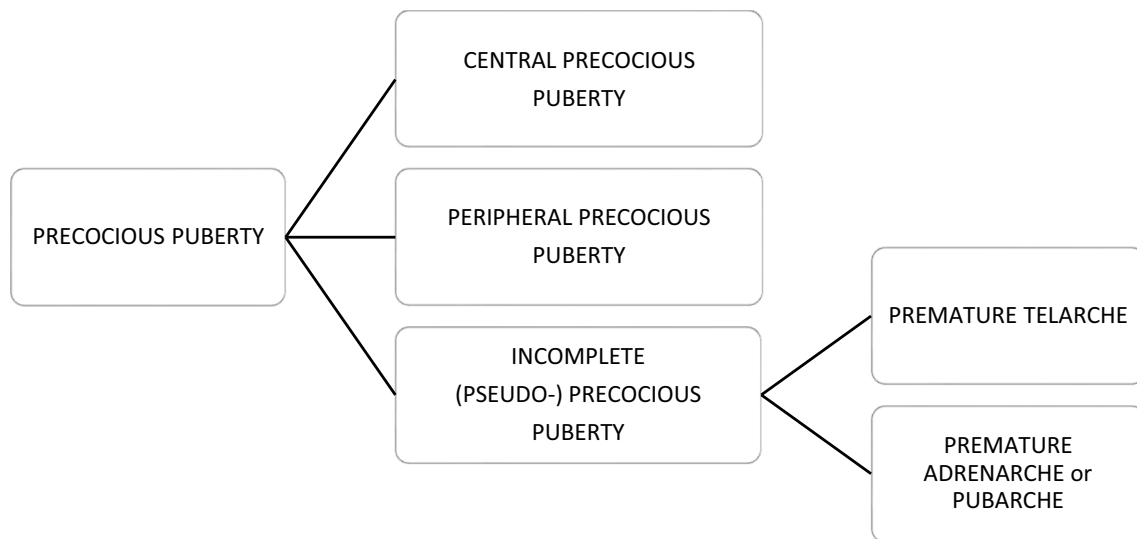 PRECOCIOUS PUBERTY
CENTRAL PRECOCIOUS
PUBERTY
PERIPHERAL PRECOCIOUS
PUBERTY
INCOMPLETE
(PSEUDO-) PRECOCIOUS
PUBERTY
PREMATURE TELARCHE
PREMATURE
ADRENARCHE or
PUBARCHE